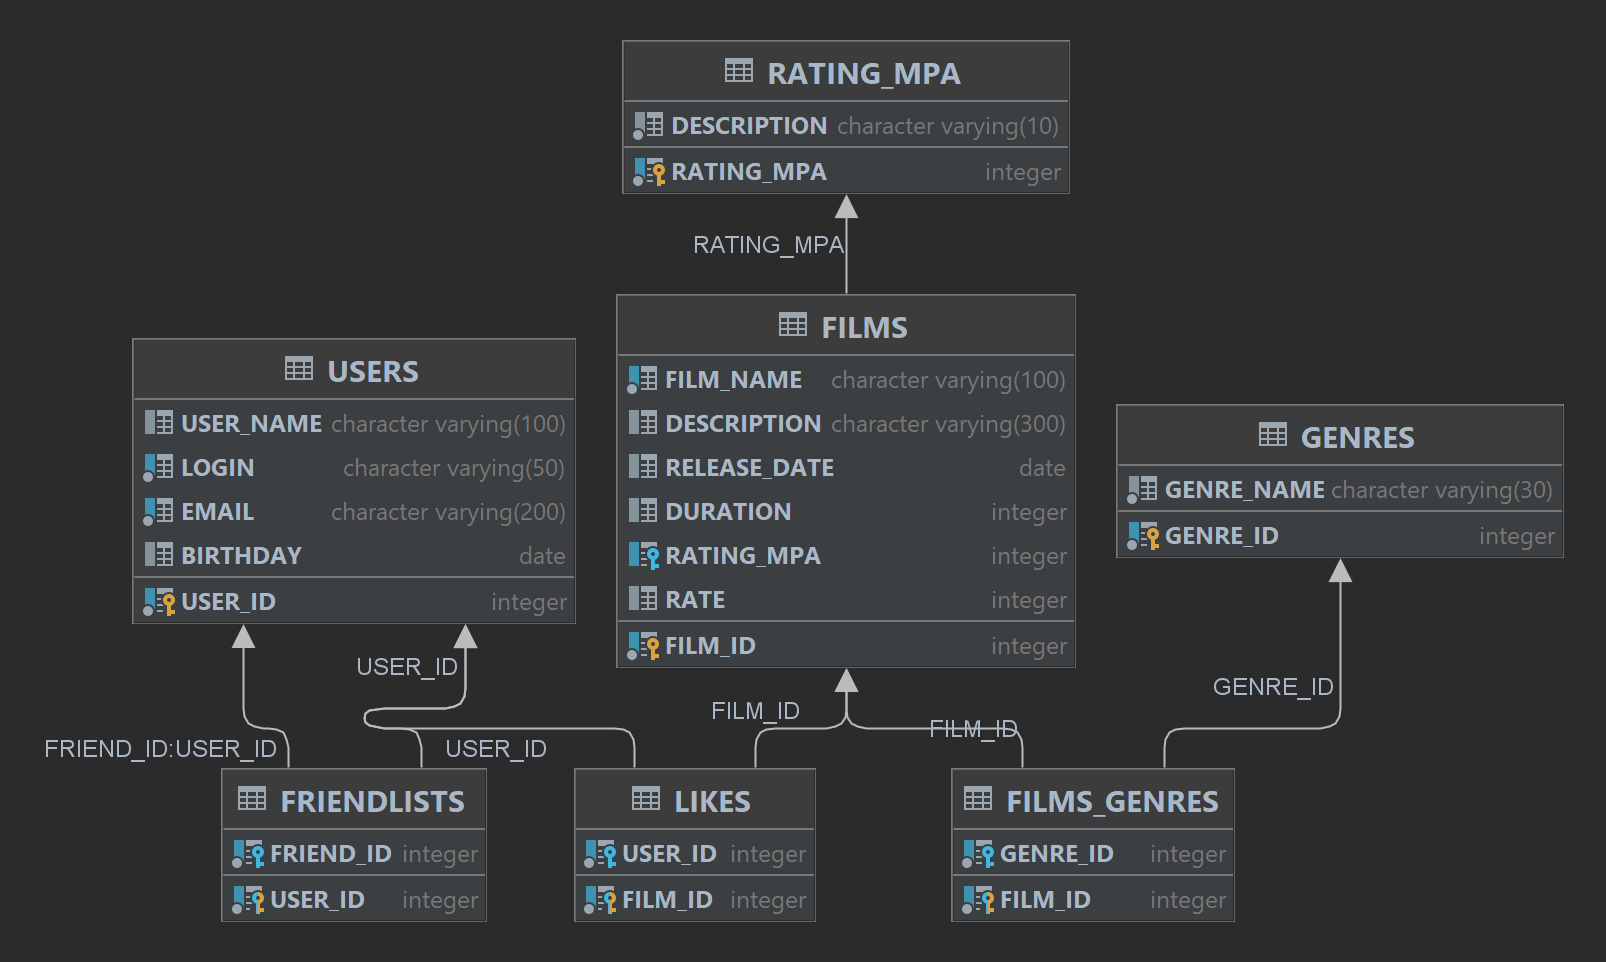 RATING_MPA
DESCRIPTION character varying(10)
RATING_MPA integer
RATING_MPA
FILMS
FILM_NAME character varying(100)
DESCRIPTION character varying(300)
RELEASE_DATE date
DURATION integer
RATING_MPA integer
RATE integer
FILM_ID integer
USERS
USER_NAME character varying(100)
LOGIN character varying(50)
EMAIL character varying(200)
BIRTHDAY date
USER_ID integer
GENRES
GENRE_NAME character varying(30)
GENRE_ID integer
USER_ID
FILM_ID
GENRE_ID
FRIEND_ID:USER_ID
USER_ID
FILM_ID
FRIENDLISTS
FRIEND_ID integer
USER_ID integer
LIKES
USER_ID integer
FILM_ID integer
FILMS_GENRES
GENRE_ID integer
FILM_ID integer